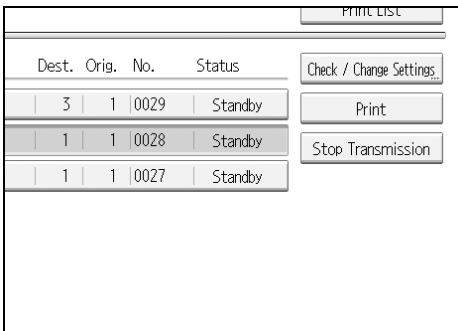 Print List
Dest. Orig. No. Status
Check / Change Settings
3 1 0029 Standby
Print
1 1 0028 Standby
Stop Transmission
1 1 0027 Standby